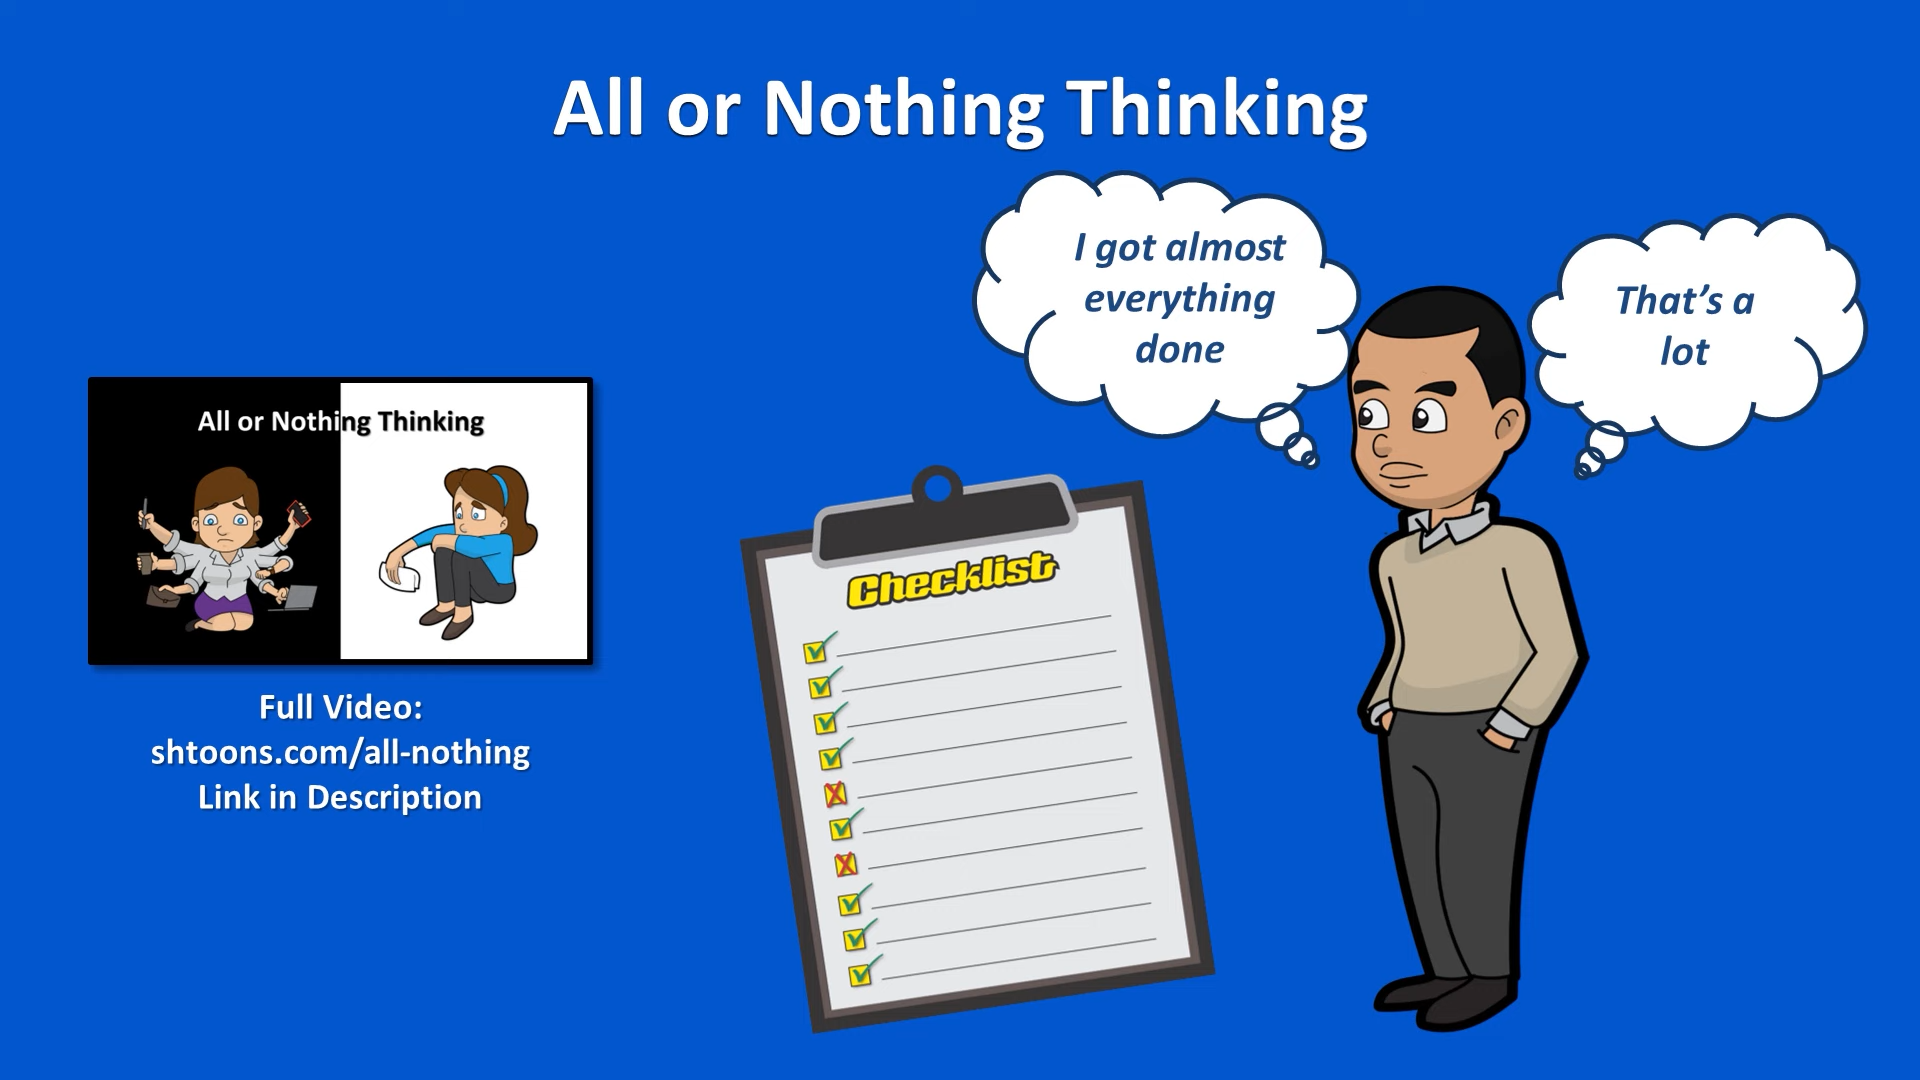 All or Nothing Thinking
I got almost
everything
done
That's a
lot
All or Nothing Thinking
Checklist
Full Video:
shtoons.com/all-nothing
Link in Description